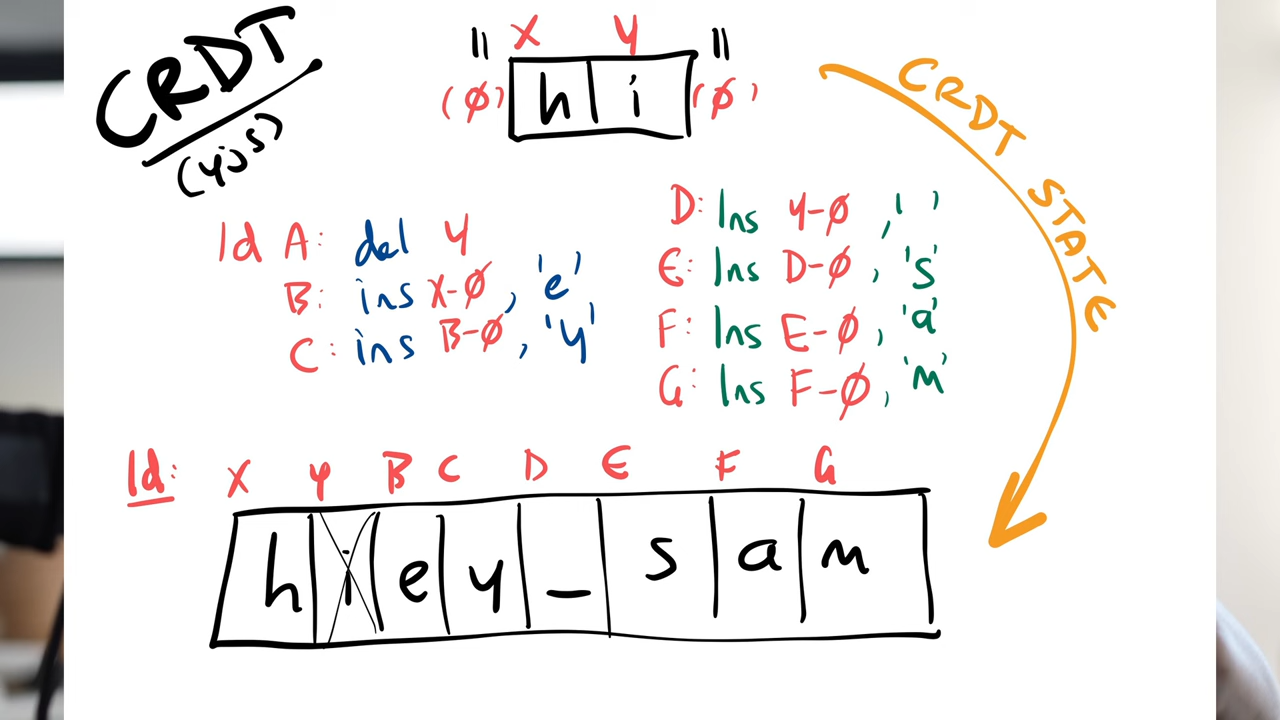 CRDT
(yjs)
" X Y "
(ø) h i (ø)
CRDT STATE
Id A: del Y
B: ins X-ø, 'e'
C: ins B-ø, 'y'
D: Ins Y-ø, ' '
E: Ins D-ø, 's'
F: Ins E-ø, 'a'
G: Ins F-ø, 'm'
Id: X Y B C D E F G
h i e y _ s a m